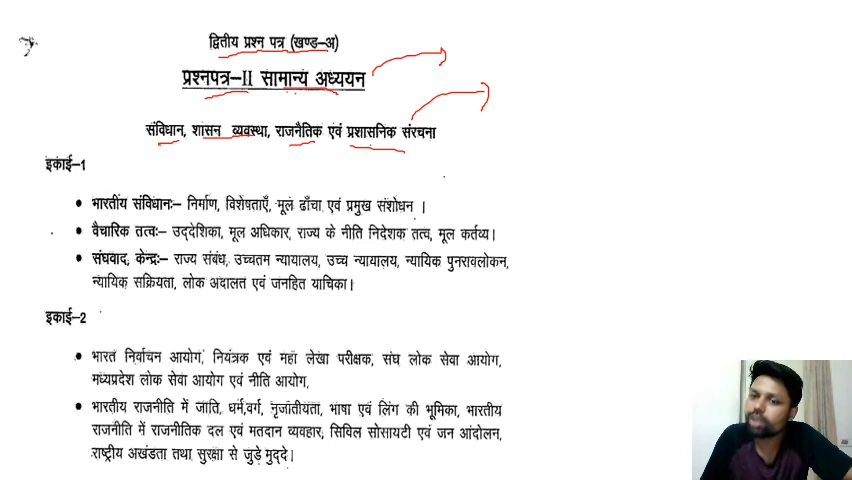 द्वितीय प्रश्न पत्र (खण्ड-अ)
प्रश्नपत्र-II सामान्य अध्ययन
संविधान, शासन व्यवस्था, राजनैतिक एवं प्रशासनिक संरचना
इकाई-1
• भारतीय संविधानः- निर्माण, विशेषताएँ, मूल ढाँचा एवं प्रमुख संशोधन ।
• वैचारिक तत्वः- उद्देशिका, मूल अधिकार, राज्य के नीति निदेशक तत्व, मूल कर्तव्य।
• संघवाद, केन्द्रः- राज्य संबंध, उच्चतम न्यायालय, उच्च न्यायालय, न्यायिक पुनरावलोकन,
न्यायिक सक्रियता, लोक अदालत एवं जनहित याचिका।
इकाई-2
• भारत निर्वाचन आयोग, नियंत्रक एवं महा लेखा परीक्षक, संघ लोक सेवा आयोग,
मध्यप्रदेश लोक सेवा आयोग एवं नीति आयोग,
• भारतीय राजनीति में जाति, धर्म,वर्ग, नृजातीयता, भाषा एवं लिंग की भूमिका, भारतीय
राजनीति में राजनीतिक दल एवं मतदान व्यवहार, सिविल सोसायटी एवं जन आंदोलन,
राष्ट्रीय अखंडता तथा सुरक्षा से जुड़े मुद्दे।